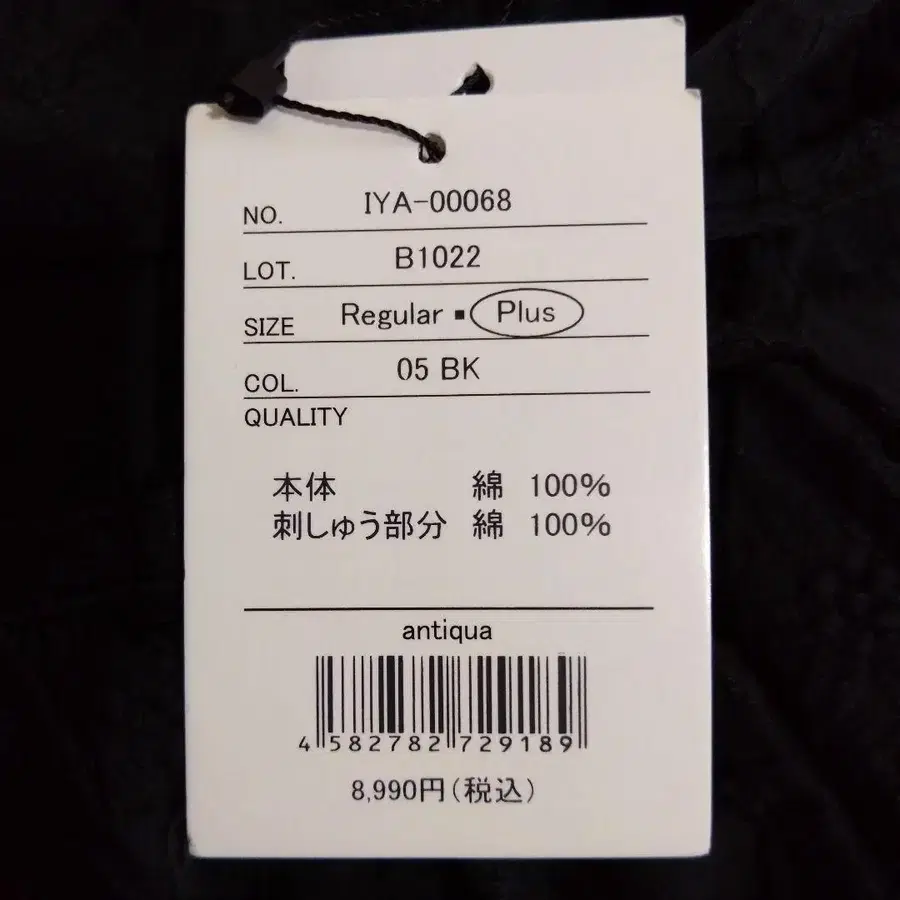 NO. IYA-00068
LOT. B1022
SIZE Regular ▪ Plus
COL. 05 BK
QUALITY
本体 綿 100%
刺しゅう部分 綿 100%
antiqua
4 582782 729189
8,990円(税込)